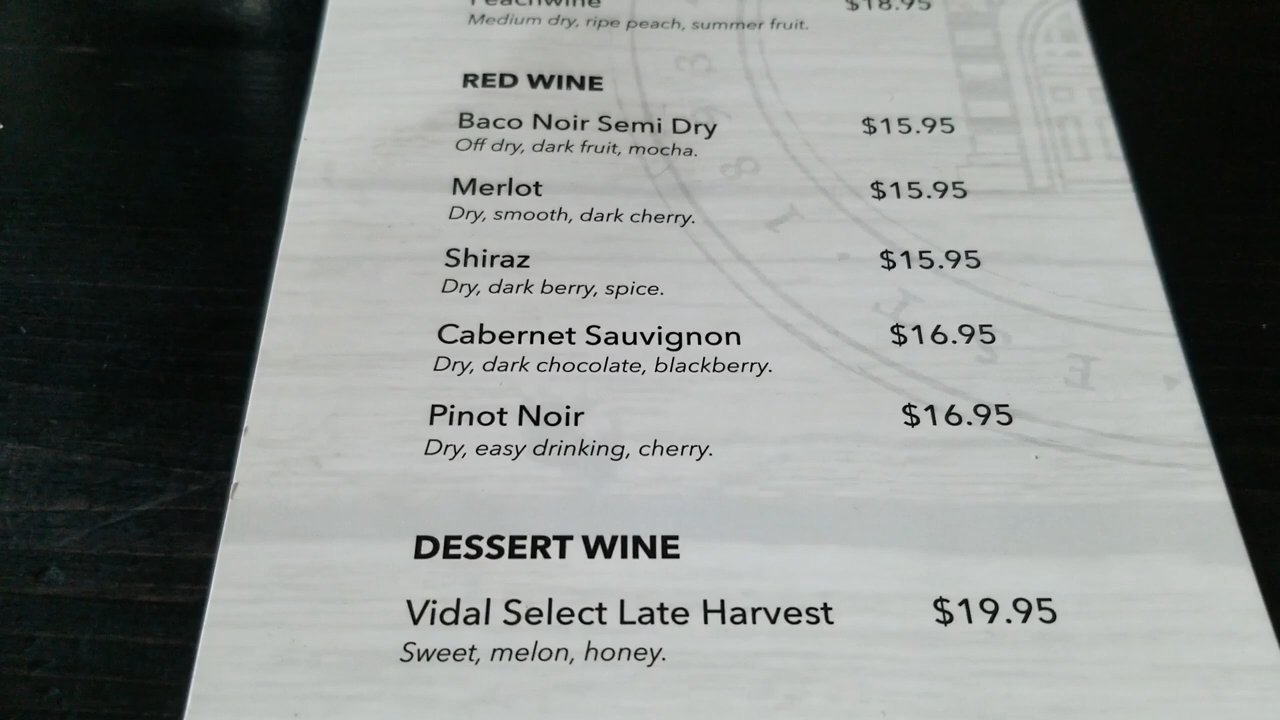 Peachwine $18.95
Medium dry, ripe peach, summer fruit.
RED WINE
Baco Noir Semi Dry $15.95
Off dry, dark fruit, mocha.
Merlot $15.95
Dry, smooth, dark cherry.
Shiraz $15.95
Dry, dark berry, spice.
Cabernet Sauvignon $16.95
Dry, dark chocolate, blackberry.
Pinot Noir $16.95
Dry, easy drinking, cherry.
DESSERT WINE
Vidal Select Late Harvest $19.95
Sweet, melon, honey.